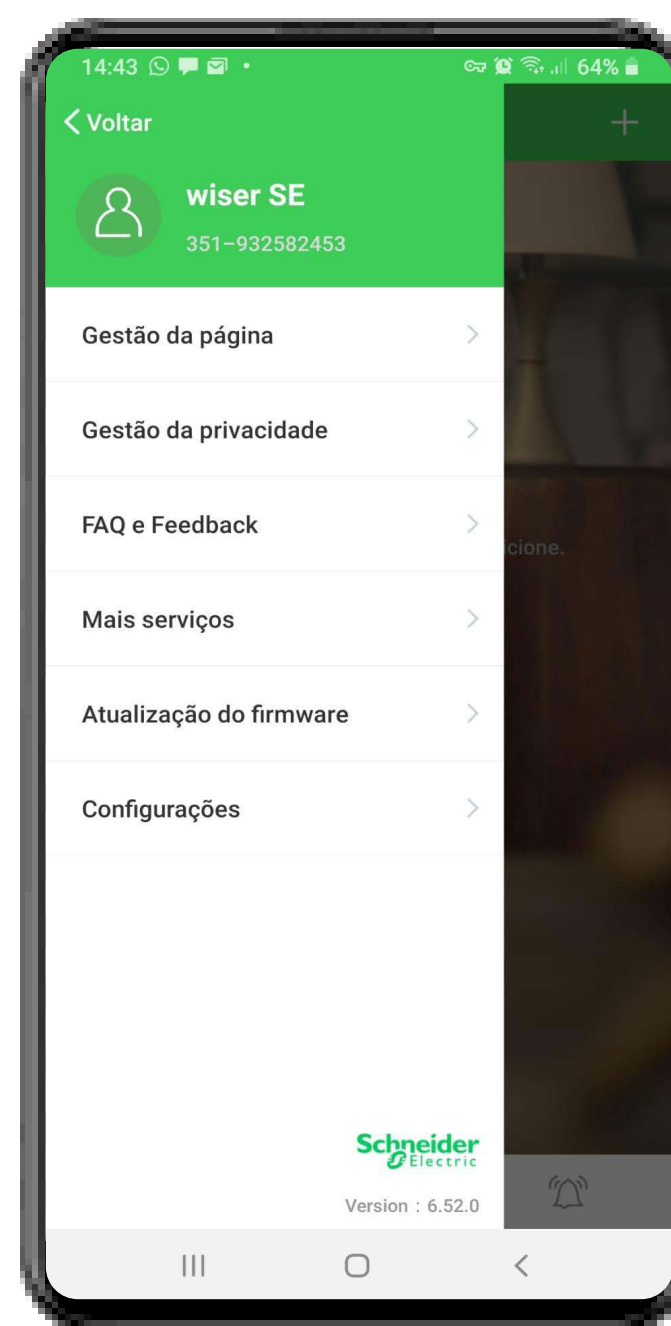 14:43 64%
Voltar
wiser SE
351-932582453
Gestão da página
Gestão da privacidade
FAQ e Feedback
icione.
Mais serviços
Atualização do firmware
Configurações
Schneider
Electric
Version : 6.52.0